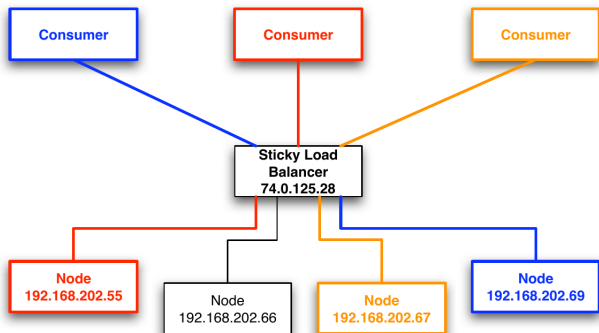 Consumer
Consumer
Consumer
Sticky Load
Balancer
74.0.125.28
Node
192.168.202.55
Node
192.168.202.66
Node
192.168.202.67
Node
192.168.202.69